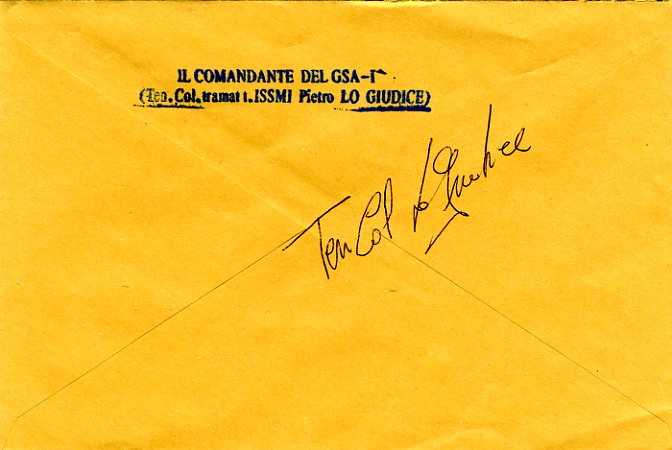 IL COMANDANTE DEL GSA-I^
(Ten. Col. tramat t.ISSMI Pietro LO GIUDICE)
Ten Col Lo Giudice